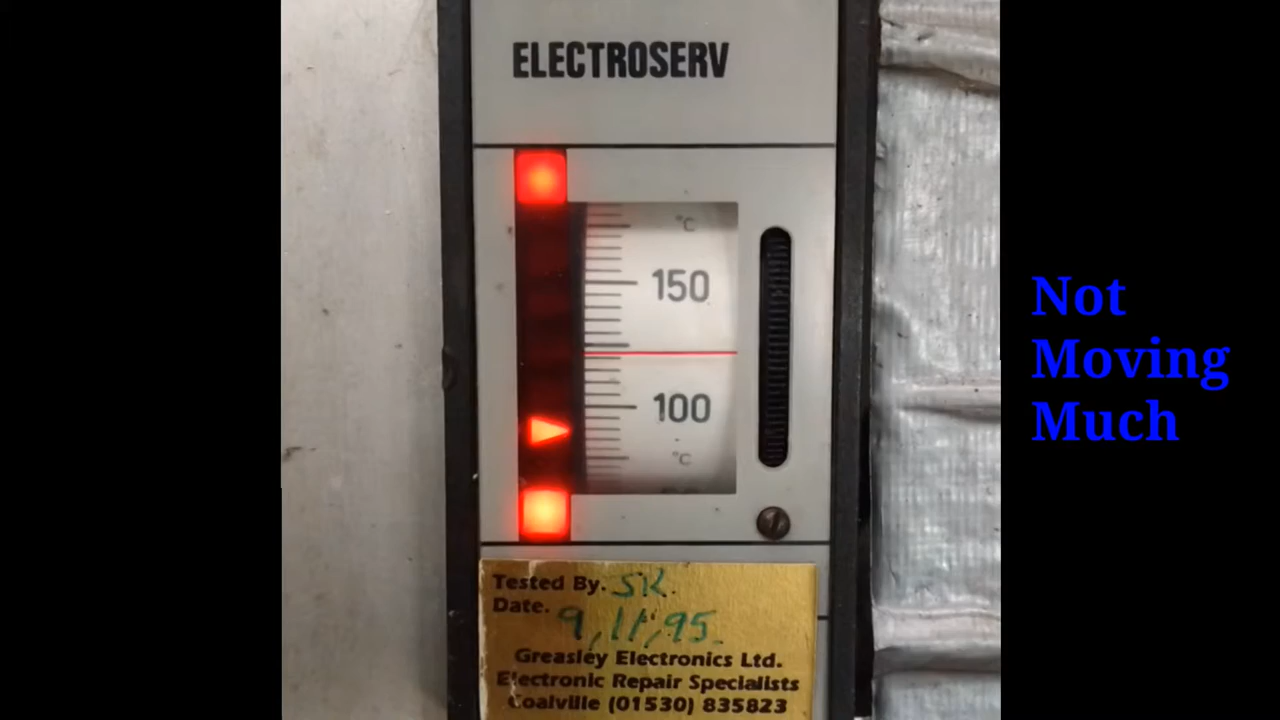 ELECTROSERV
°C
150
100
°C
Not
Moving
Much
Tested By. SK.
Date. 9,11,95.
Greasley Electronics Ltd.
Electronic Repair Specialists
Coalville (01530) 835823